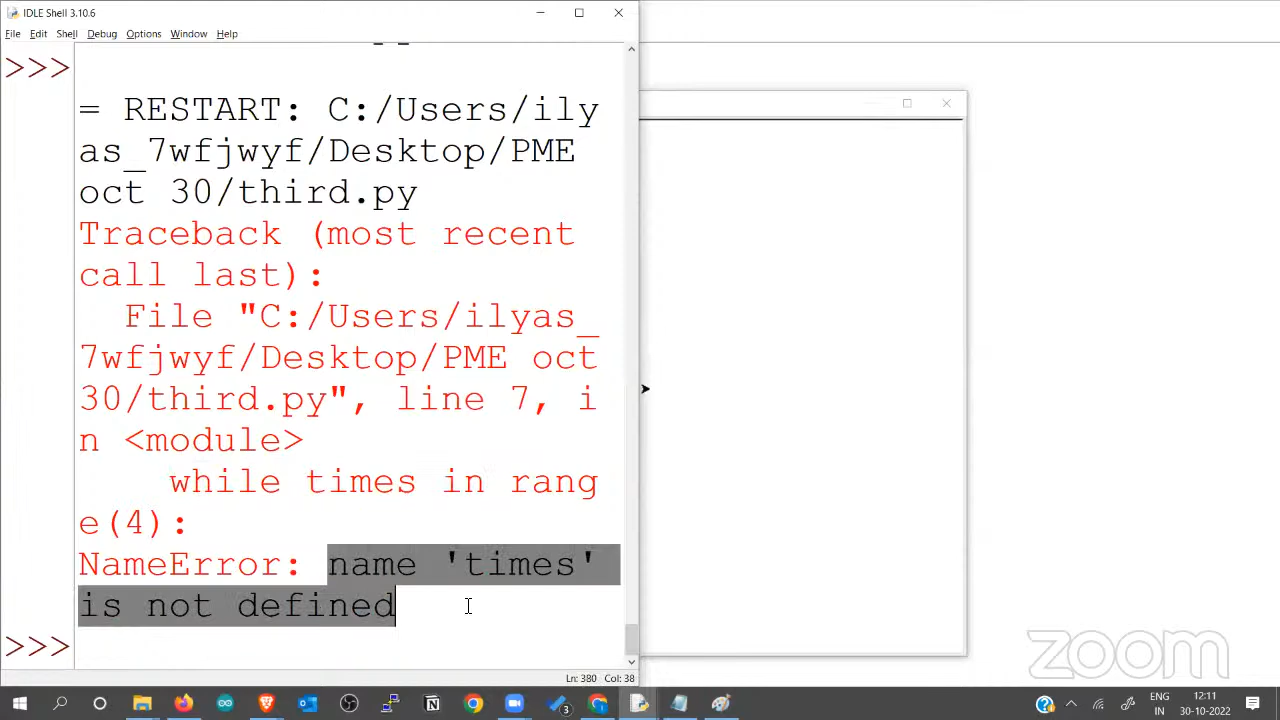 IDLE Shell 3.10.6
File Edit Shell Debug Options Window Help
>>>
= RESTART: C:/Users/ily
as_7wfjwyf/Desktop/PME
oct 30/third.py
Traceback (most recent
call last):
File "C:/Users/ilyas_
7wfjwyf/Desktop/PME oct
30/third.py", line 7, i
n <module>
while times in rang
e(4):
NameError: name 'times'
is not defined
>>>
Ln: 380 Col: 38
zoom
3
ENG
IN
12:11
30-10-2022